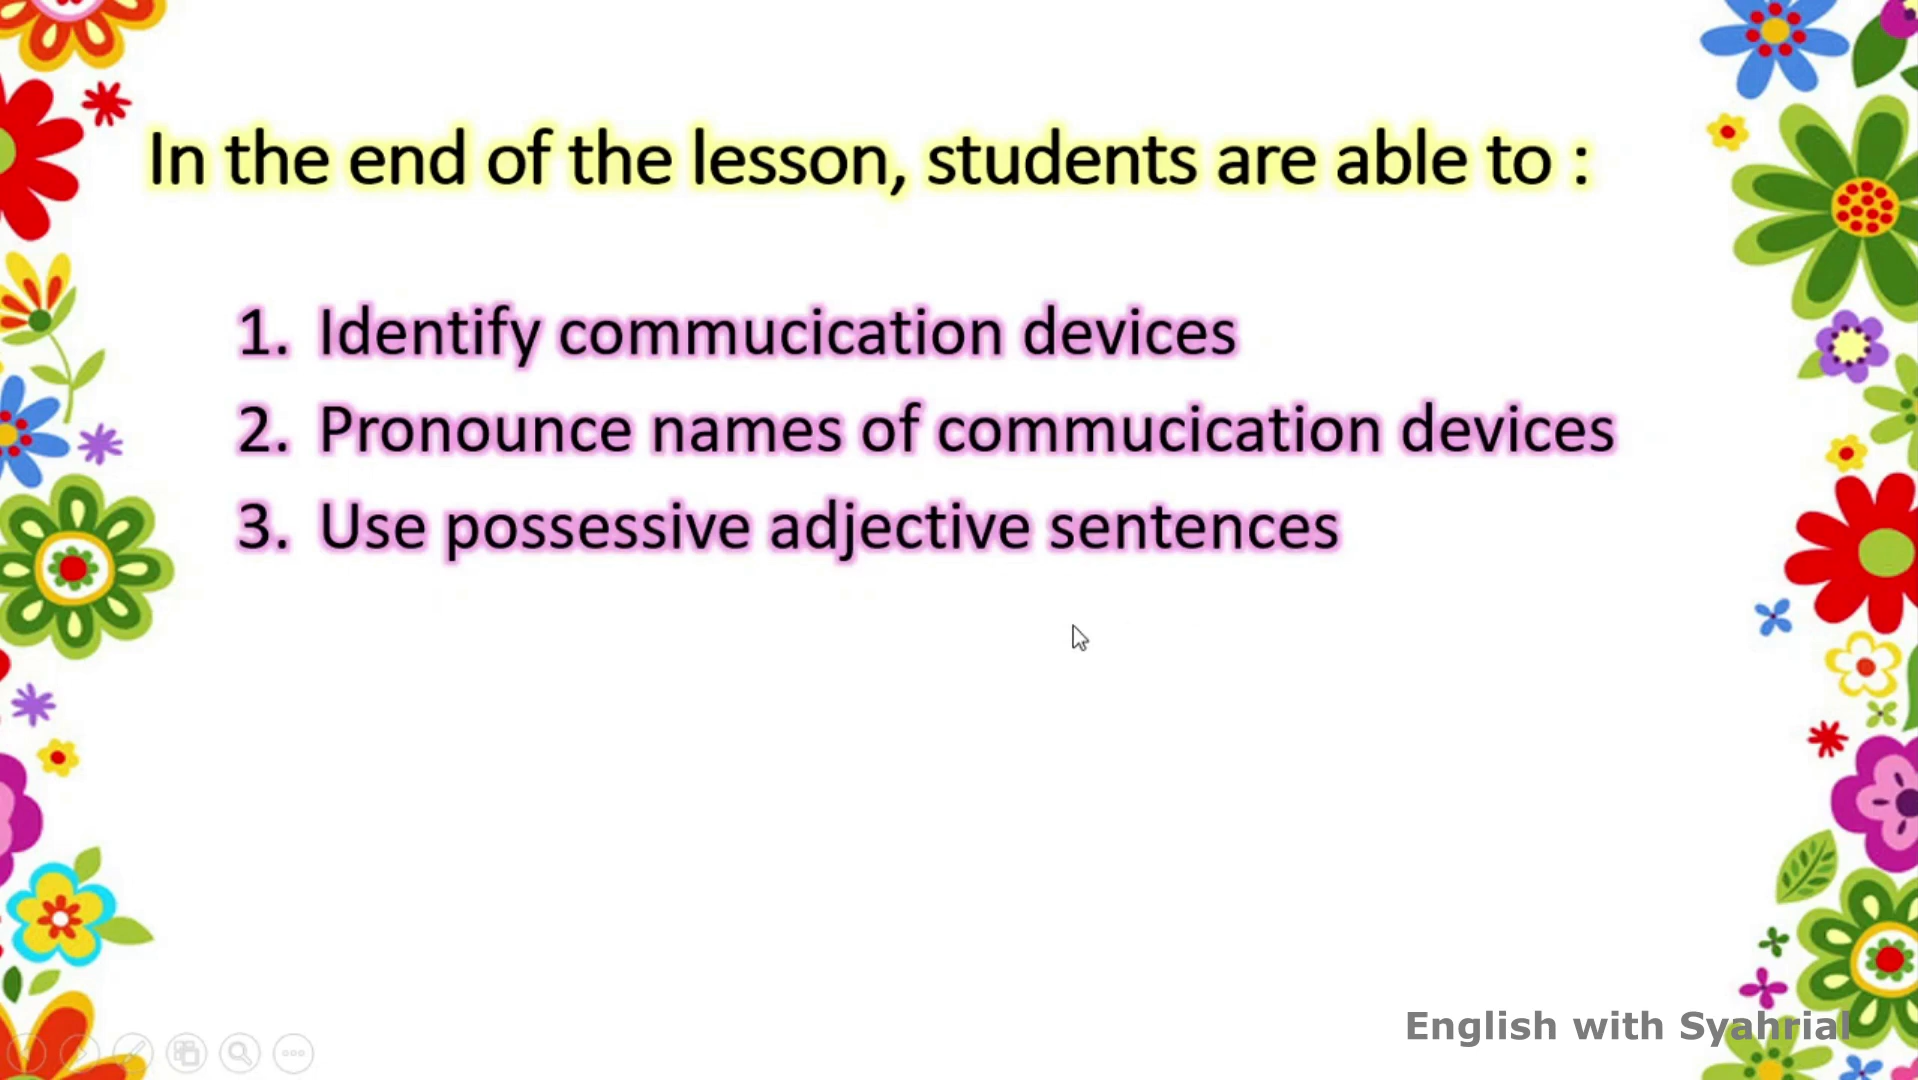 In the end of the lesson, students are able to :
1. Identify commucication devices
2. Pronounce names of commucication devices
3. Use possessive adjective sentences
English with Syahrial